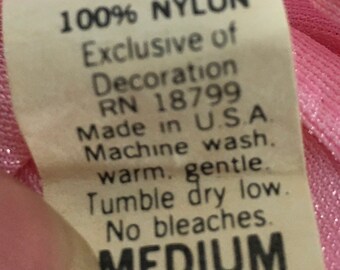 100% NYLON
Exclusive of
Decoration
RN 18799
Made in U.S.A.
Machine wash,
warm, gentle.
Tumble dry low.
No bleaches.
MEDIUM